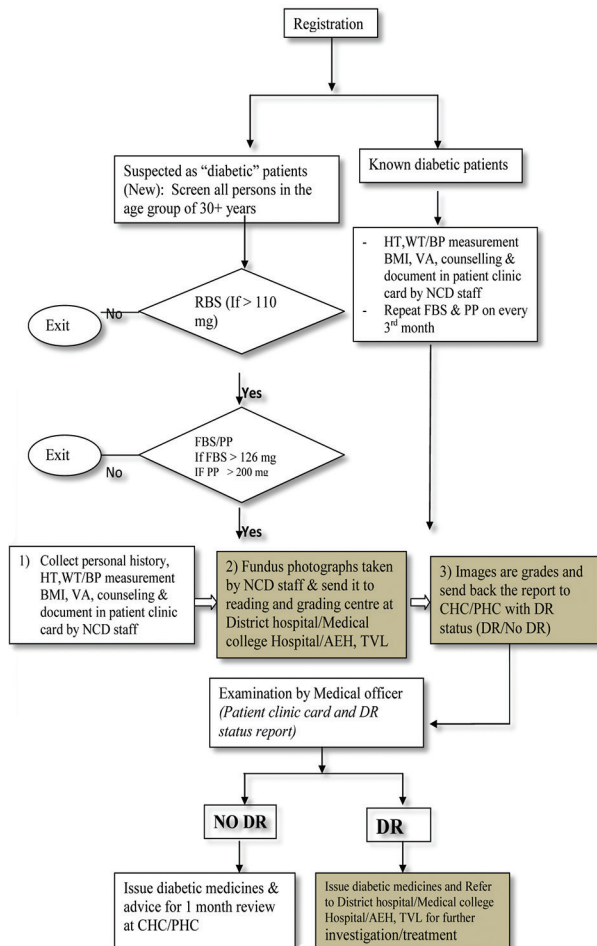 Registration
Suspected as “diabetic” patients
(New):  Screen all persons in the
age group of 30+ years
Known diabetic patients
- HT,WT/BP measurement
BMI, VA, counselling &
document in patient clinic
card by NCD staff
- Repeat FBS & PP on every
3rd month
RBS (If > 110
mg)
No
Exit
Yes
FBS/PP
If FBS > 126 mg
IF PP  > 200 mg
Exit
No
Yes
1) Collect personal history,
HT,WT/BP measurement
BMI, VA, counseling &
document in patient clinic
card by NCD staff
2) Fundus photographs taken
by NCD staff & send it to
reading and grading centre at
District hospital/Medical
college Hospital/AEH, TVL
3) Images are grades and
send back the report to
CHC/PHC with DR
status (DR/No DR)
Examination by Medical officer
(Patient clinic card and DR
status report)
NO DR
DR
Issue diabetic medicines &
advice for 1 month review
at CHC/PHC
Issue diabetic medicines and Refer
to District hospital/Medical college
Hospital/AEH, TVL for further
investigation/treatment